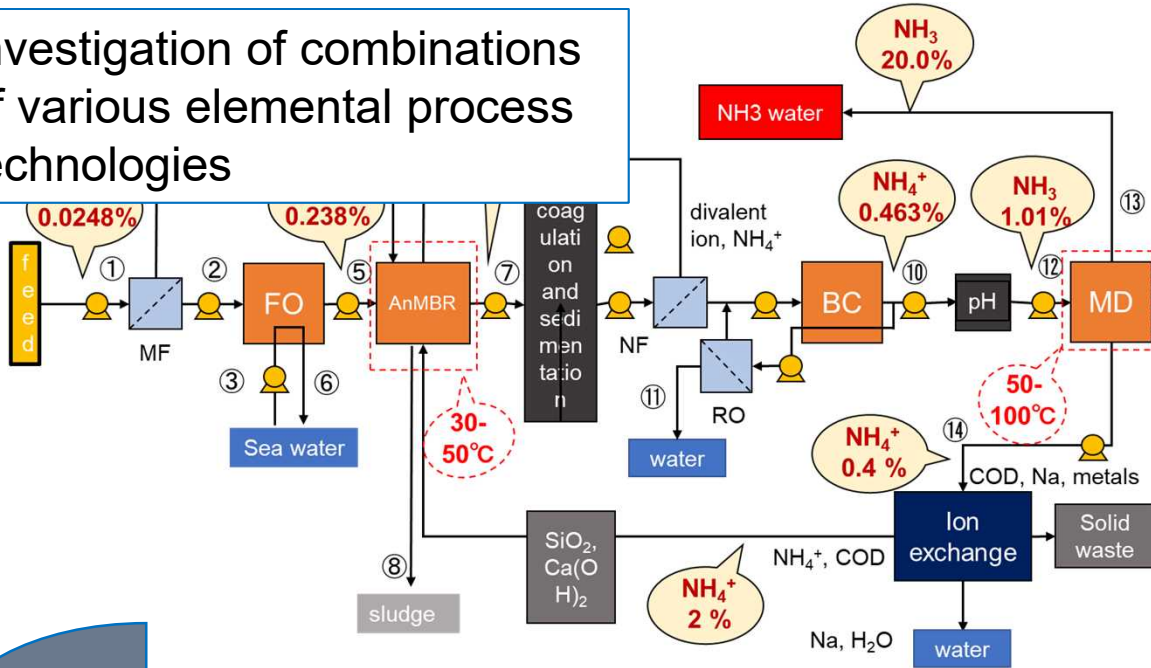 nvestigation of combinations
f various elemental process
echnologies
NH3
20.0%
NH3 water
0.0248%
0.238%
divalent
ion, NH4+
NH4+
0.463%
NH3
1.01%
⑬
f
e
e
d
①
②
⑤
⑦
⑩
⑫
MF
FO
AnMBR
coag
ulati
on
and
sedi
men
tatio
n
NF
BC
pH
MD
③
⑥
Sea water
30-
50°C
⑪
RO
water
50-
100°C
NH4+
0.4 %
⑭
COD, Na, metals
Ion
exchange
Solid
waste
SiO2,
Ca(O
H)2
NH4+, COD
NH4+
2 %
⑧
sludge
Na, H2O
water